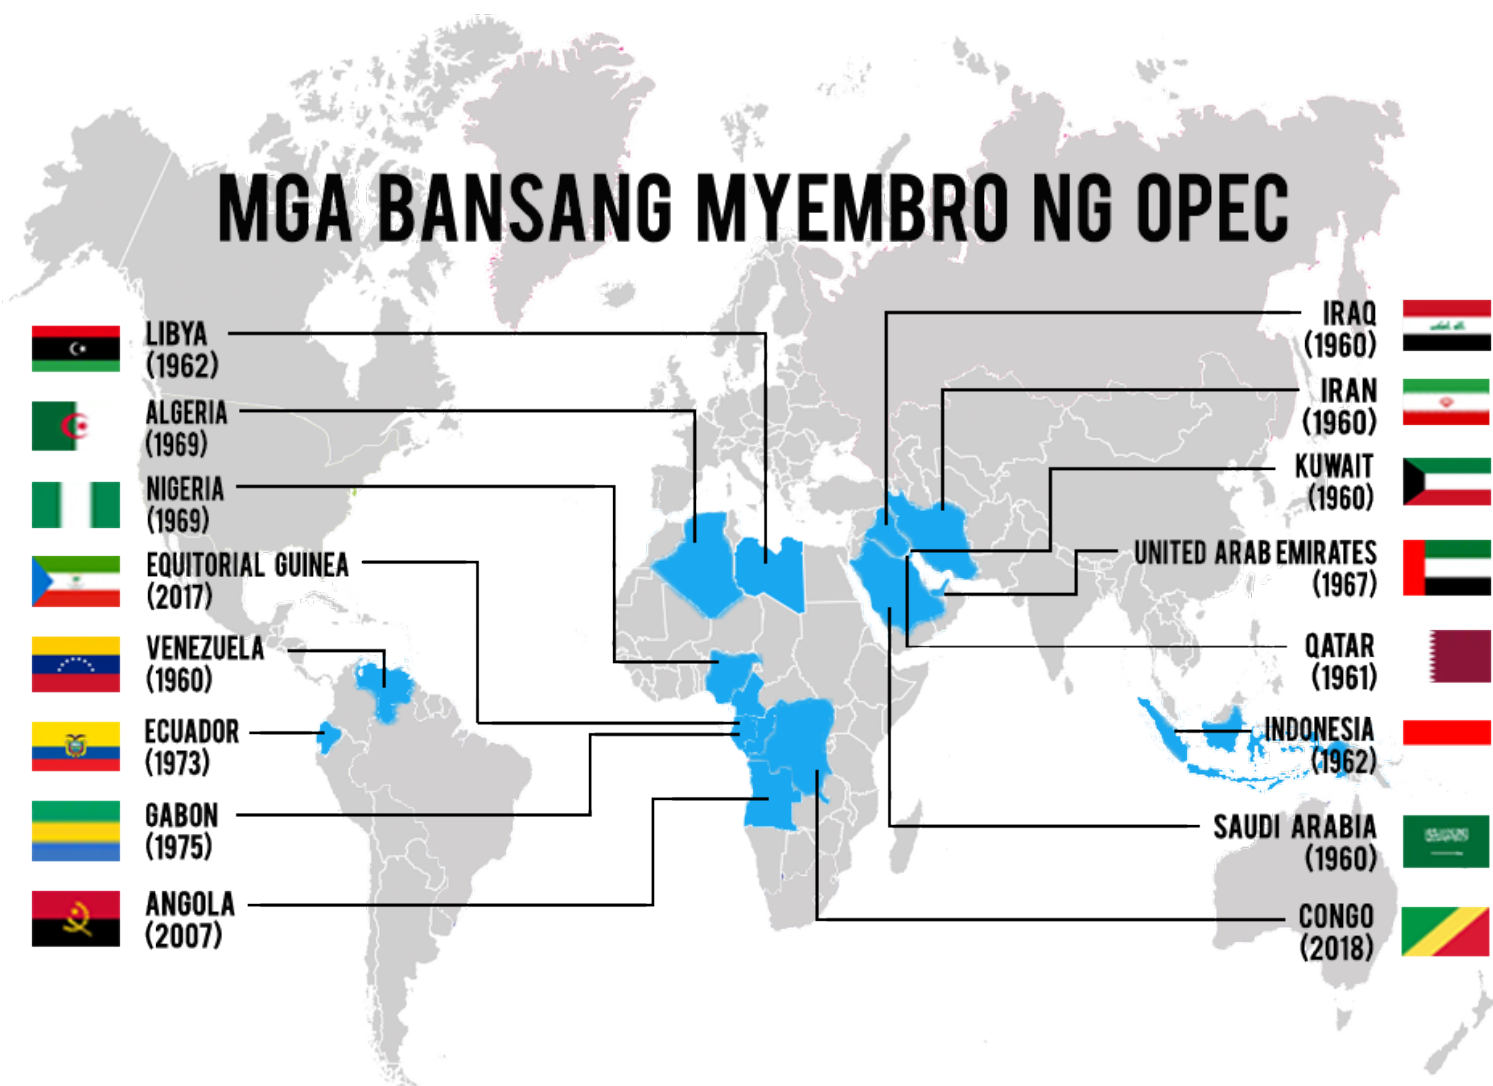 MGA BANSANG MYEMBRO NG OPEC
LIBYA
(1962)
ALGERIA
(1969)
NIGERIA
(1969)
EQUITORIAL GUINEA
(2017)
VENEZUELA
(1960)
ECUADOR
(1973)
GABON
(1975)
ANGOLA
(2007)
IRAQ
(1960)
IRAN
(1960)
KUWAIT
(1960)
UNITED ARAB EMIRATES
(1967)
QATAR
(1961)
INDONESIA
(1962)
SAUDI ARABIA
(1960)
CONGO
(2018)